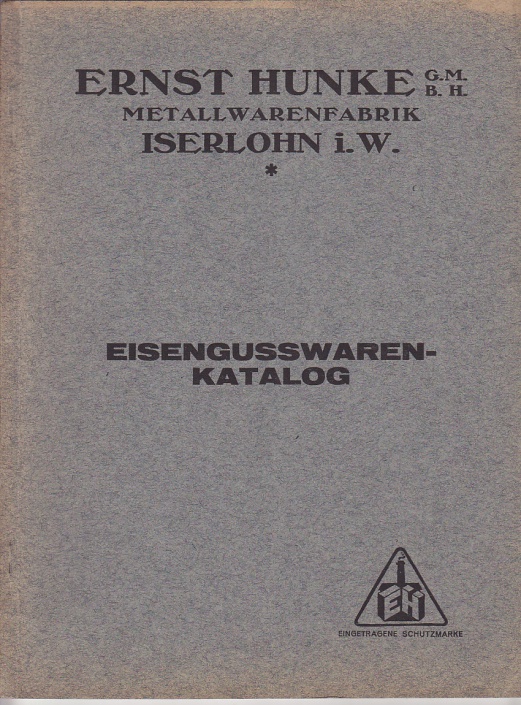 ERNST HUNKE G.M.B.H.
METALLWARENFABRIK
ISERLOHN i.W.
*
EISENGUSSWAREN-
KATALOG
EH
EINGETRAGENE SCHUTZMARKE